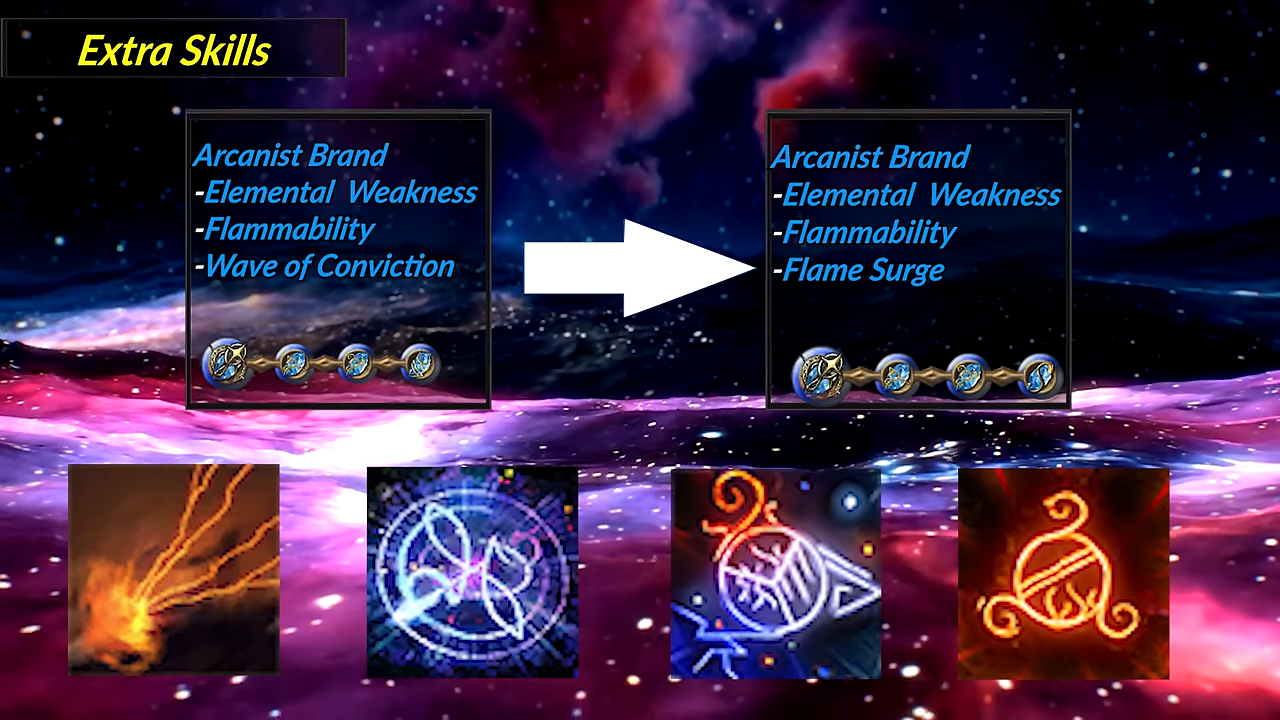 Extra Skills
Arcanist Brand
-Elemental Weakness
-Flammability
-Wave of Conviction
Arcanist Brand
-Elemental Weakness
-Flammability
-Flame Surge